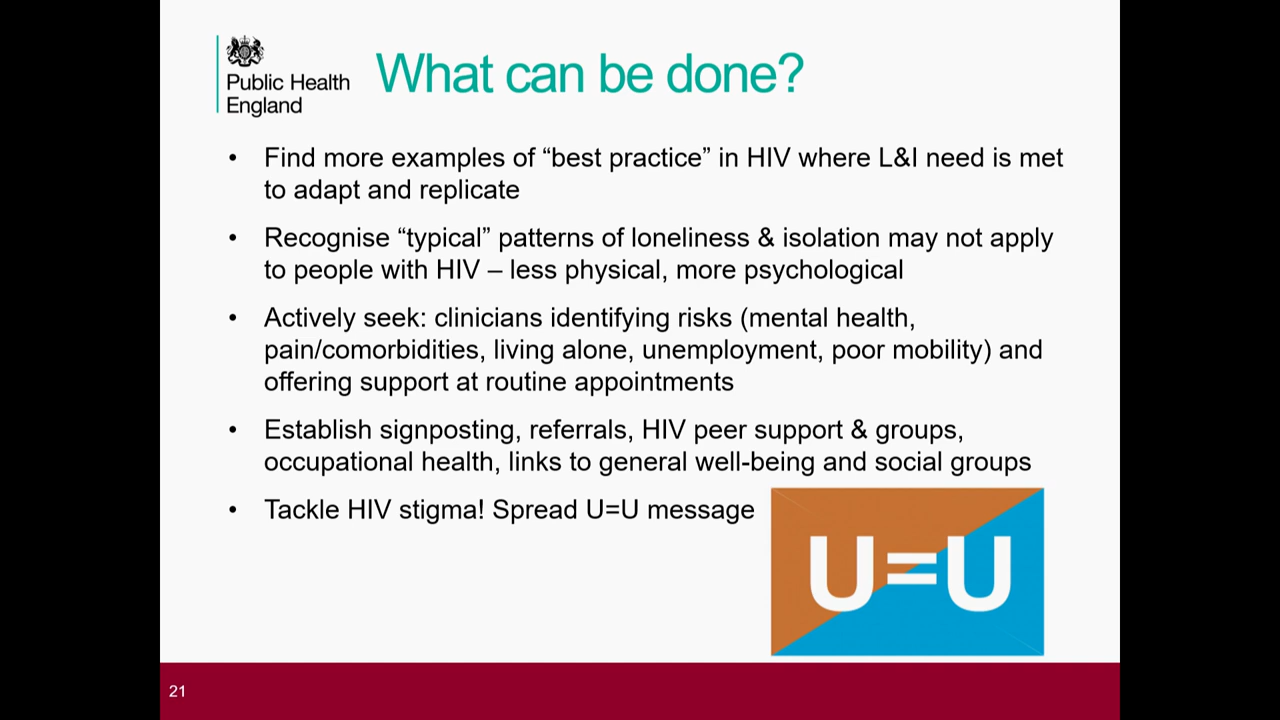 Public Health
England
What can be done?
• Find more examples of “best practice” in HIV where L&I need is met
to adapt and replicate
• Recognise “typical” patterns of loneliness & isolation may not apply
to people with HIV – less physical, more psychological
• Actively seek: clinicians identifying risks (mental health,
pain/comorbidities, living alone, unemployment, poor mobility) and
offering support at routine appointments
• Establish signposting, referrals, HIV peer support & groups,
occupational health, links to general well-being and social groups
• Tackle HIV stigma! Spread U=U message
U=U
21